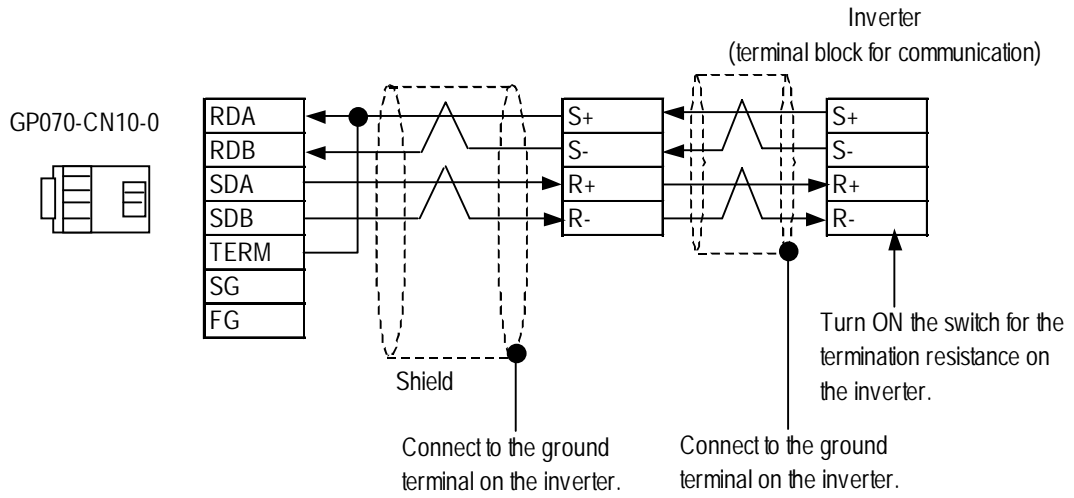 Inverter
(terminal block for communication)
GP070-CN10-0
RDA
RDB
SDA
SDB
TERM
SG
FG
S+
S-
R+
R-
S+
S-
R+
R-
Shield
Turn ON the switch for the
termination resistance on
the inverter.
Connect to the ground
terminal on the inverter.
Connect to the ground
terminal on the inverter.